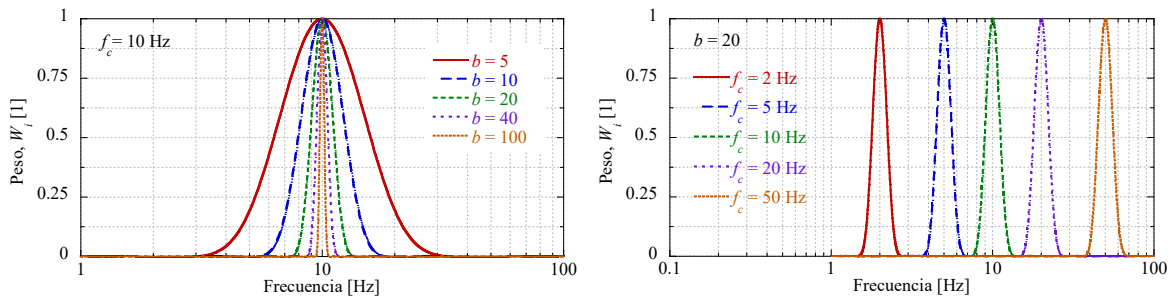 f_c = 10 Hz
b = 5
b = 10
b = 20
b = 40
b = 100
Peso, W_i [1]
1
0.75
0.5
0.25
0
1
10
100
Frecuencia [Hz]
b = 20
f_c = 2 Hz
f_c = 5 Hz
f_c = 10 Hz
f_c = 20 Hz
f_c = 50 Hz
Peso, W_i [1]
1
0.75
0.5
0.25
0
0.1
1
10
100
Frecuencia [Hz]